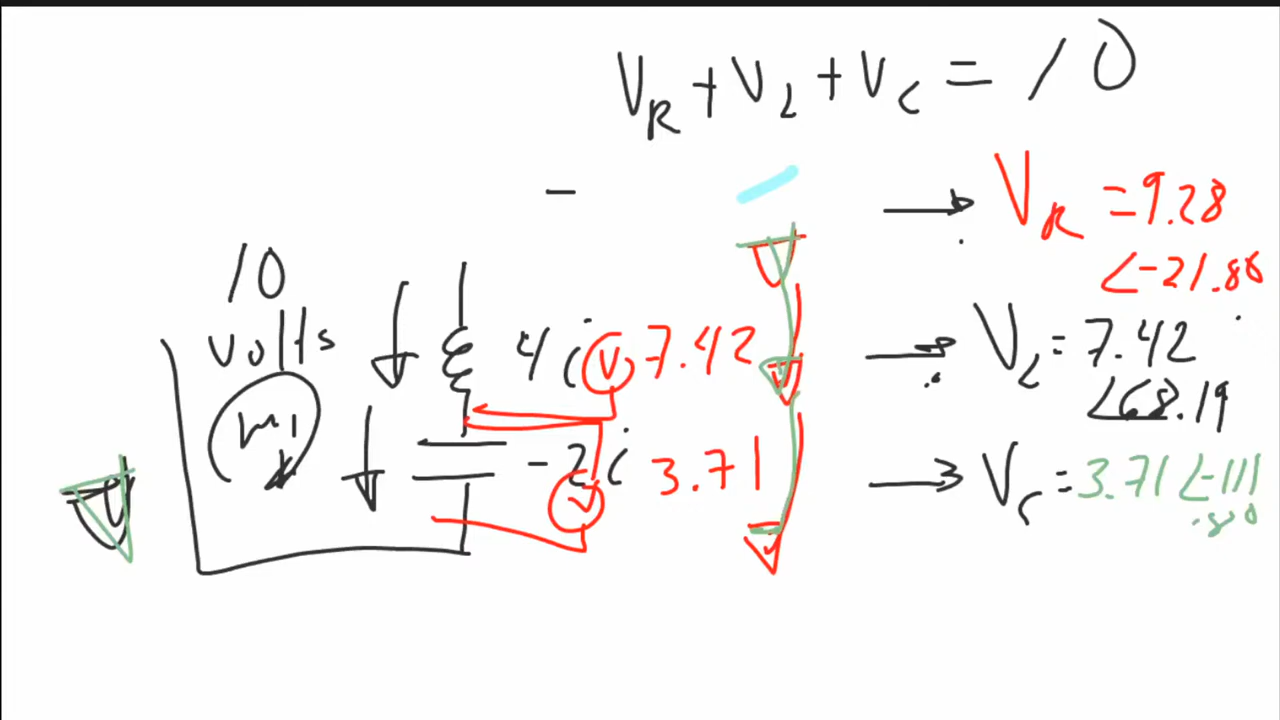 V_R + V_L + V_C = 10
V_R = 9.28
∠-21.80
10
volts
4i
V
7.42
V_L = 7.42
∠68.19
-2i
V
3.71
V_C = 3.71 ∠-111
.80